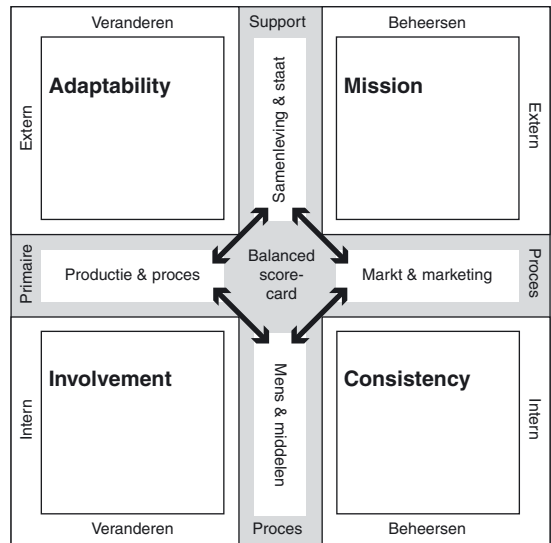 Veranderen
Support
Beheersen
Adaptability
Mission
Extern
Samenleving & staat
Extern
Primaire
Productie & proces
Balanced
score-
card
Markt & marketing
Proces
Involvement
Consistency
Intern
Mens & middelen
Intern
Veranderen
Proces
Beheersen